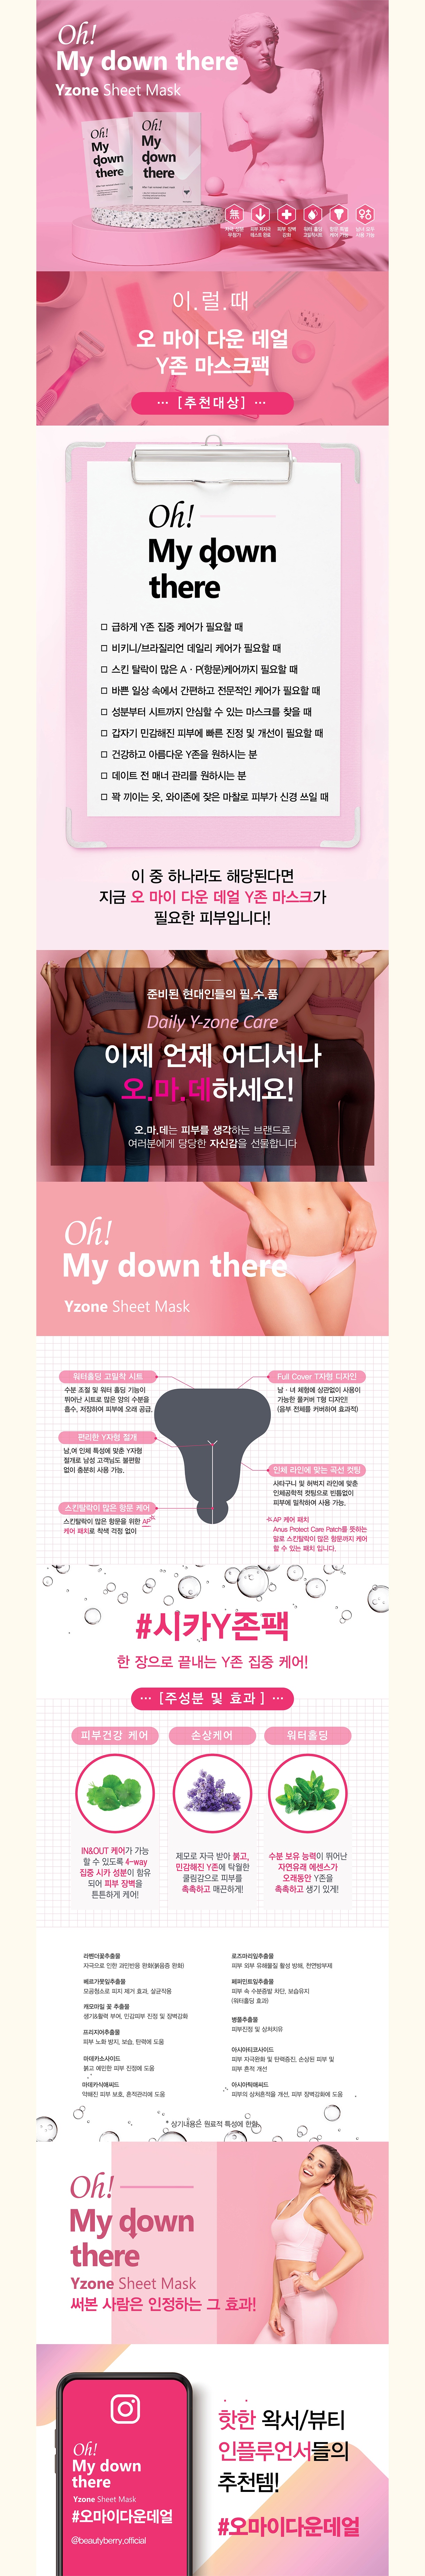 Oh!
My down there
Yzone Sheet Mask
Oh!
My
down
there
Oh!
My
down
there
無
피부 저자극
테스트 완료
피부 장벽
강화
워터 홀딩
고밀착시트
남녀 모두
사용 가능
이.럴.때
오 마이 다운 데얼
Y존 마스크팩
··· [추천대상] ···
Oh!
My down
there
□ 급하게 Y존 집중 케어가 필요할 때
□ 비키니/브라질리언 데일리 케어가 필요할 때
□ 스킨 탈락이 많은 A · P(항문)케어까지 필요할 때
□ 바쁜 일상 속에서 간편하고 전문적인 케어가 필요할 때
□ 성분부터 시트까지 안심할 수 있는 마스크를 찾을 때
□ 갑자기 민감해진 피부에 빠른 진정 및 개선이 필요할 때
□ 건강하고 아름다운 Y존을 원하시는 분
□ 데이트 전 매너 관리를 원하시는 분
□ 꽉 끼이는 옷, 와이존에 잦은 마찰로 피부가 신경 쓰일 때
이 중 하나라도 해당된다면
지금 오 마이 다운 데얼 Y존 마스크가
필요한 피부입니다!
준비된 현대인들의 필.수.품
Daily Y-zone Care
이제 언제 어디서나
오.마.데하세요!
오.마.데는 피부를 생각하는 브랜드로
여러분에게 당당한 자신감을 선물합니다
Oh!
My down there
Yzone Sheet Mask
워터홀딩 고밀착 시트
수분 조절 및 워터 홀딩 기능이
뛰어난 시트로 많은 양의 수분을
흡수, 저장하여 피부에 오래 공급.
Full Cover T자형 디자인
남 · 녀 체형에 상관없이 사용이
가능한 풀커버 T형 디자인!
(음부 전체를 커버하여 효과적)
편리한 Y자형 절개
남,여 인체 특성에 맞춘 Y자형
절개로 남성 고객님도 불편함
없이 충분히 사용 가능.
인체 라인에 맞는 곡선 컷팅
사타구니 및 허벅지 라인에 맞춘
인체공학적 컷팅으로 빈틈없이
피부에 밀착하여 사용 가능.
스킨탈락이 많은 항문 케어
스킨탈락이 많은 항문을 위한 AP*
케어 패치로 착색 걱정 없이
*AP 케어 패치
Anus Protect Care Patch를 뜻하는
말로 스킨탈락이 많은 항문까지 케어
할 수 있는 패치 입니다.
#시카Y존팩
한 장으로 끝내는 Y존 집중 케어!
··· [주성분 및 효과 ] ···
피부건강 케어
손상케어
워터홀딩
IN&OUT 케어가 가능
할 수 있도록 4-way
집중 시카 성분이 함유
되어 피부 장벽을
튼튼하게 케어!
제모로 자극 받아 붉고,
민감해진 Y존에 탁월한
쿨링감으로 피부를
촉촉하고 매끈하게!
수분 보유 능력이 뛰어난
자연유래 에센스가
오래동안 Y존을
촉촉하고 생기 있게!
라벤더꽃추출물
자극으로 인한 과민반응 완화(붉음증 완화)
베르가못잎추출물
모공청소로 피지 제거 효과, 살균작용
캐모마일 꽃 추출물
생기&활력 부여, 민감피부 진정 및 장벽강화
프리지어추출물
피부 노화 방지, 보습, 탄력에 도움
마데카소사이드
붉고 예민한 피부 진정에 도움
마데카식애씨드
약해진 피부 보호, 흔적관리에 도움
로즈마리잎추출물
피부 외부 유해물질 활성 방해, 천연방부제
페퍼민트잎추출물
피부 속 수분증발 차단, 보습유지
(워터홀딩 효과)
병풀추출물
피부진정 및 상처치유
아시아티코사이드
피부 자극완화 및 탄력증진, 손상된 피부 및
피부 흔적 개선
아시아틱애씨드
피부의 상처흔적을 개선, 피부 장벽강화에 도움
* 상기내용은 원료적 특성에 한함.
Oh!
My down
there
Yzone Sheet Mask
써본 사람은 인정하는 그 효과!
Oh!
My down
there
Yzone Sheet Mask
#오마이다운데얼
@beautyberry.official
핫한 왁서/뷰티
인플루언서들의
추천템!
#오마이다운데얼